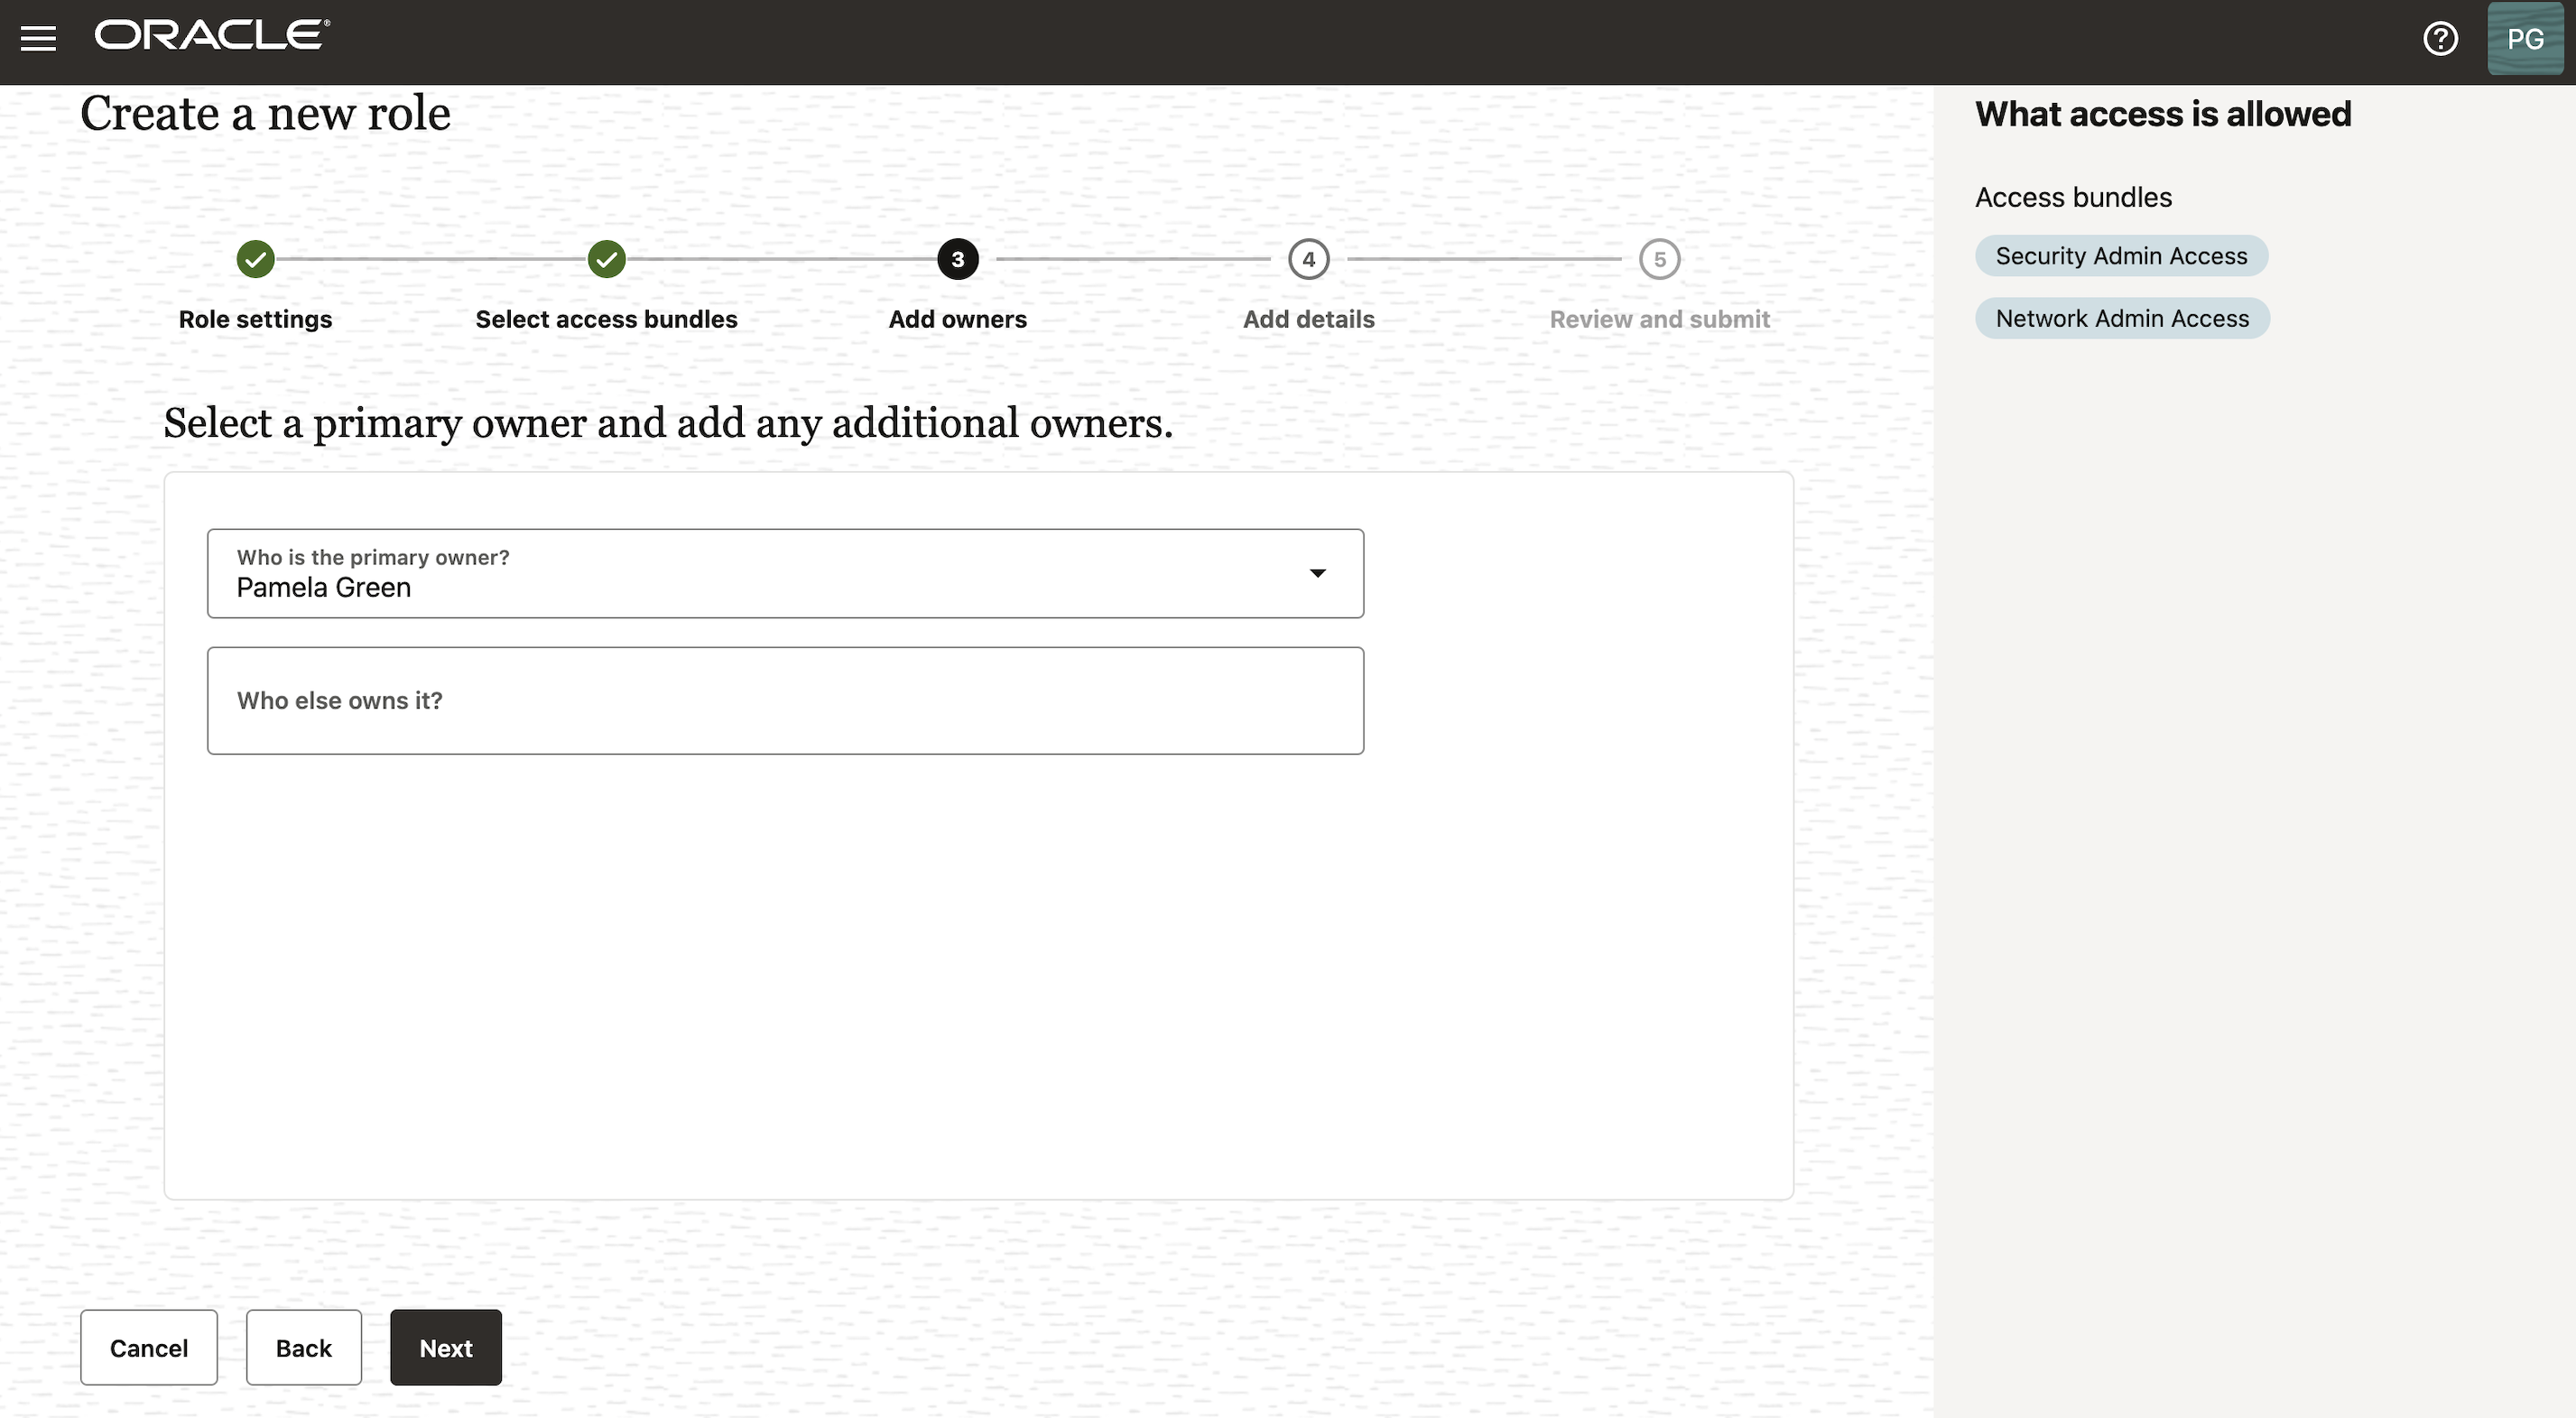 ORACLE
PG
Create a new role
3
4
5
Role settings
Select access bundles
Add owners
Add details
Review and submit
Select a primary owner and add any additional owners.
Who is the primary owner?
Pamela Green
Who else owns it?
Cancel
Back
Next
What access is allowed
Access bundles
Security Admin Access
Network Admin Access